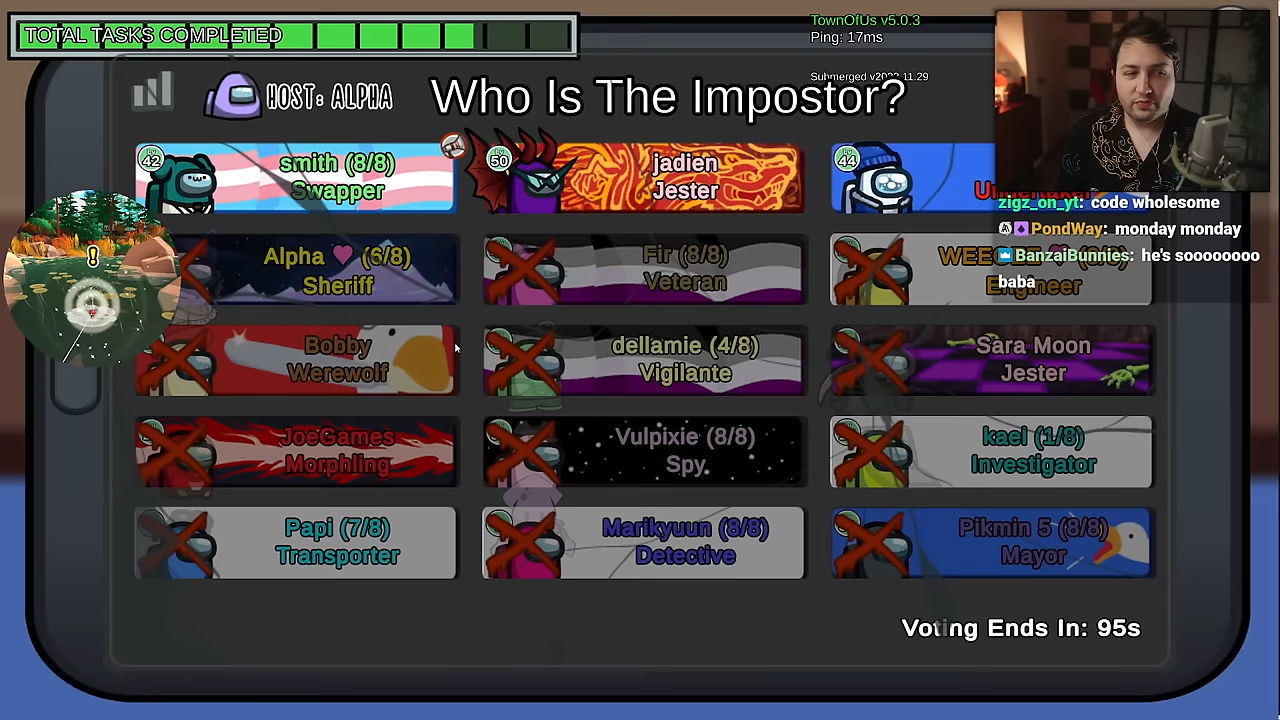 TOTAL TASKS COMPLETED
TownOfUs v5.0.3
Ping: 17ms
HOST: ALPHA
Who Is The Impostor?
42
smith (8/8)
Swapper
50
jadien
Jester
44
zigz_on_yt: code wholesome
PondWay: monday monday
BanzaiBunnies: he's soooooooo
baba
!
Alpha (6/8)
Sheriff
Fir (8/8)
Veteran
Engineer
Bobby
Werewolf
dellamie (4/8)
Vigilante
Sara Moon
Jester
JoeGames
Morphling
Vulpixie (8/8)
Spy
kael (1/8)
Investigator
Papi (7/8)
Transporter
Marikyuun (8/8)
Detective
Pikmin 5 (8/8)
Mayor
Voting Ends In: 95s